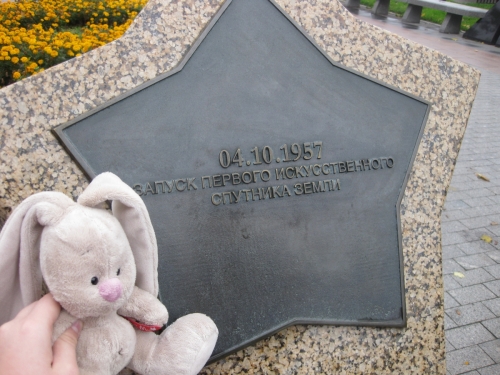 04.10.1957
ЗАПУСК ПЕРВОГО ИСКУССТВЕННОГО
СПУТНИКА ЗЕМЛИ